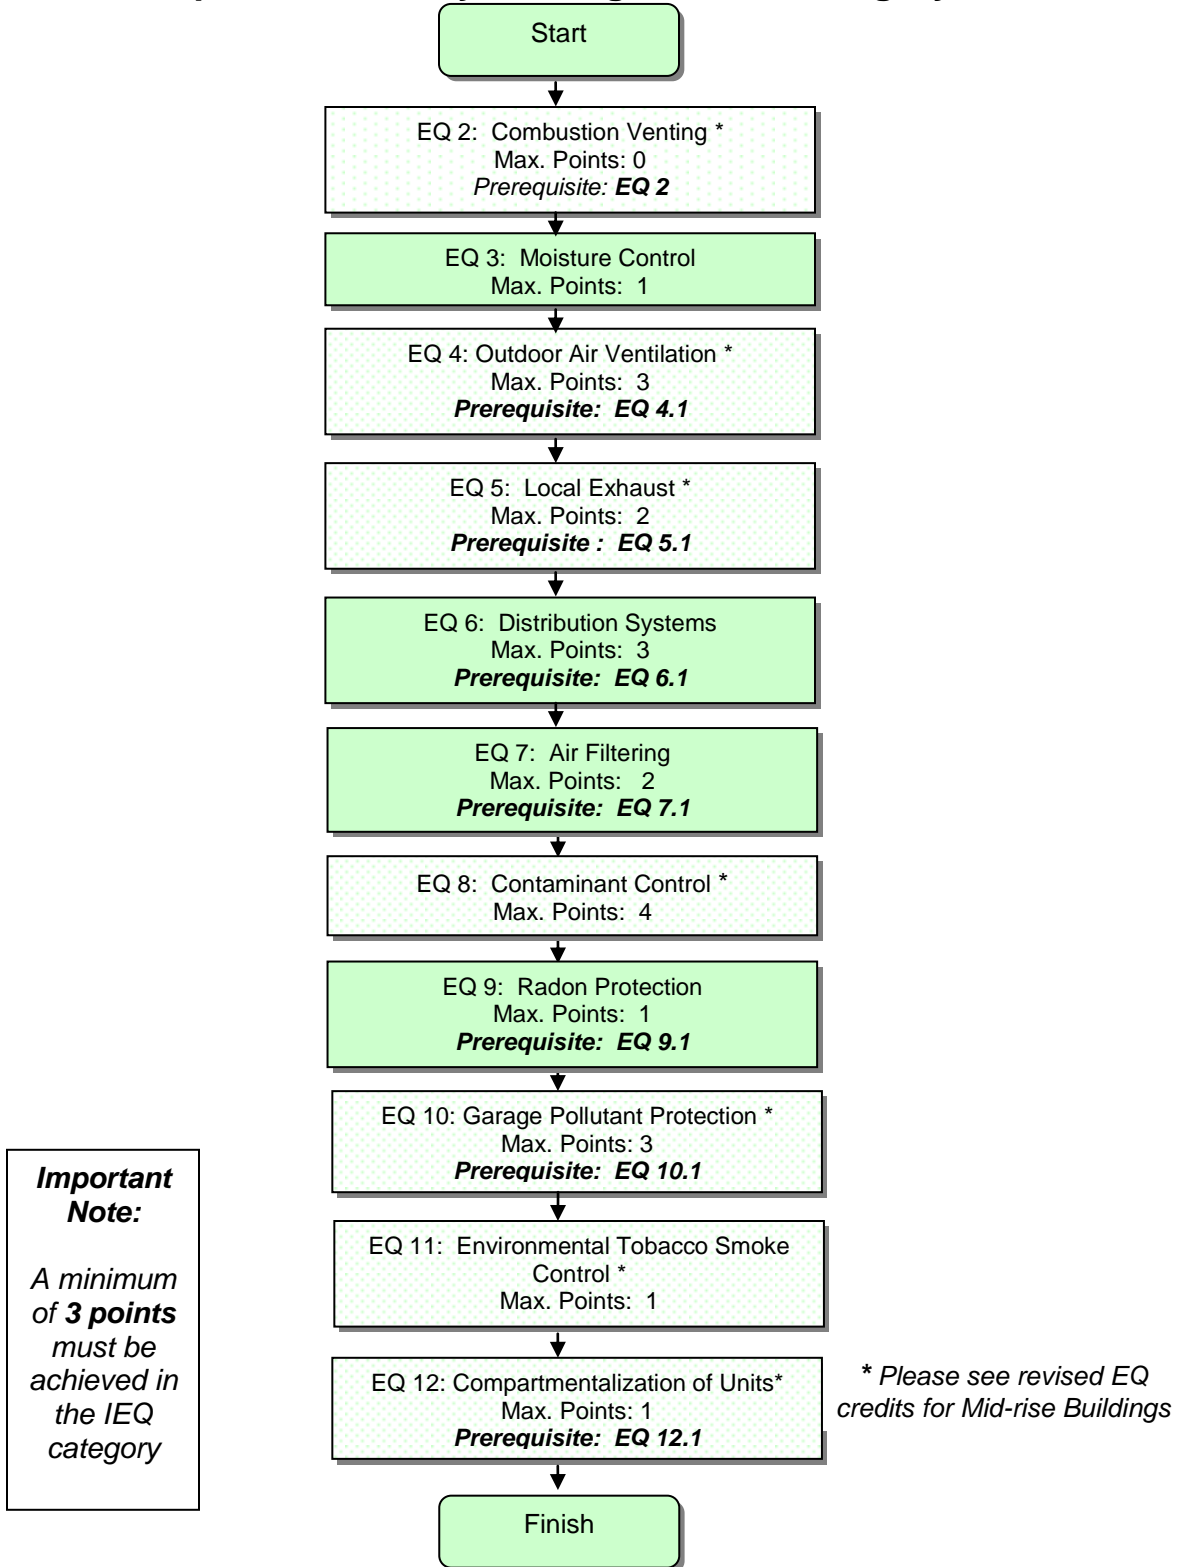 Start
EQ 2: Combustion Venting *
Max. Points: 0
Prerequisite: EQ 2
EQ 3: Moisture Control
Max. Points: 1
EQ 4: Outdoor Air Ventilation *
Max. Points: 3
Prerequisite: EQ 4.1
EQ 5: Local Exhaust *
Max. Points: 2
Prerequisite : EQ 5.1
EQ 6: Distribution Systems
Max. Points: 3
Prerequisite: EQ 6.1
EQ 7: Air Filtering
Max. Points: 2
Prerequisite: EQ 7.1
EQ 8: Contaminant Control *
Max. Points: 4
EQ 9: Radon Protection
Max. Points: 1
Prerequisite: EQ 9.1
EQ 10: Garage Pollutant Protection *
Max. Points: 3
Prerequisite: EQ 10.1
Important
Note:
A minimum
of 3 points
must be
achieved in
the IEQ
category
EQ 11: Environmental Tobacco Smoke
Control *
Max. Points: 1
EQ 12: Compartmentalization of Units*
Max. Points: 1
Prerequisite: EQ 12.1
* Please see revised EQ
credits for Mid-rise Buildings
Finish